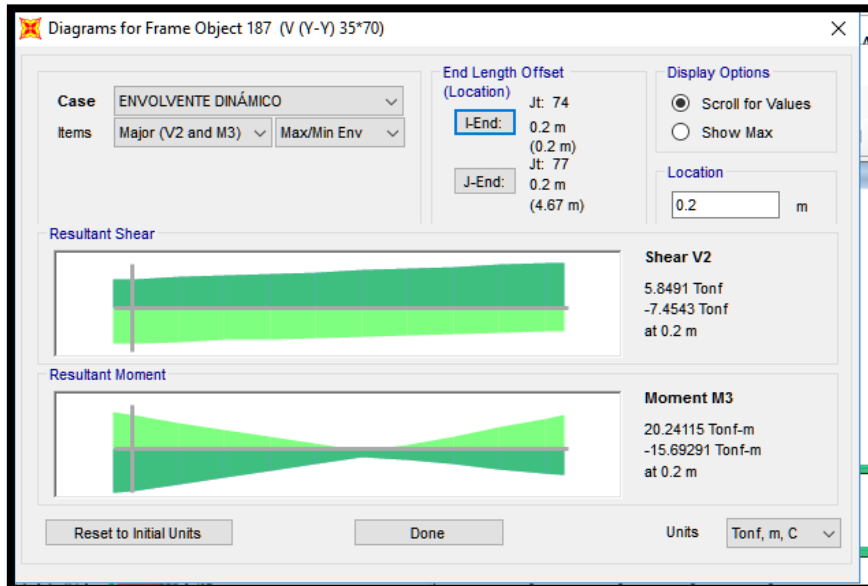 Diagrams for Frame Object 187 (V (Y-Y) 35*70)
Case ENVOLVENTE DINÁMICO
Items Major (V2 and M3) Max/Min Env
End Length Offset
(Location)
I-End:
Jt: 74
0.2 m
(0.2 m)
J-End:
Jt: 77
0.2 m
(4.67 m)
Display Options
Scroll for Values
Show Max
Location
0.2 m
Resultant Shear
Shear V2
5.8491 Tonf
-7.4543 Tonf
at 0.2 m
Resultant Moment
Moment M3
20.24115 Tonf-m
-15.69291 Tonf-m
at 0.2 m
Reset to Initial Units
Done
Units Tonf, m, C